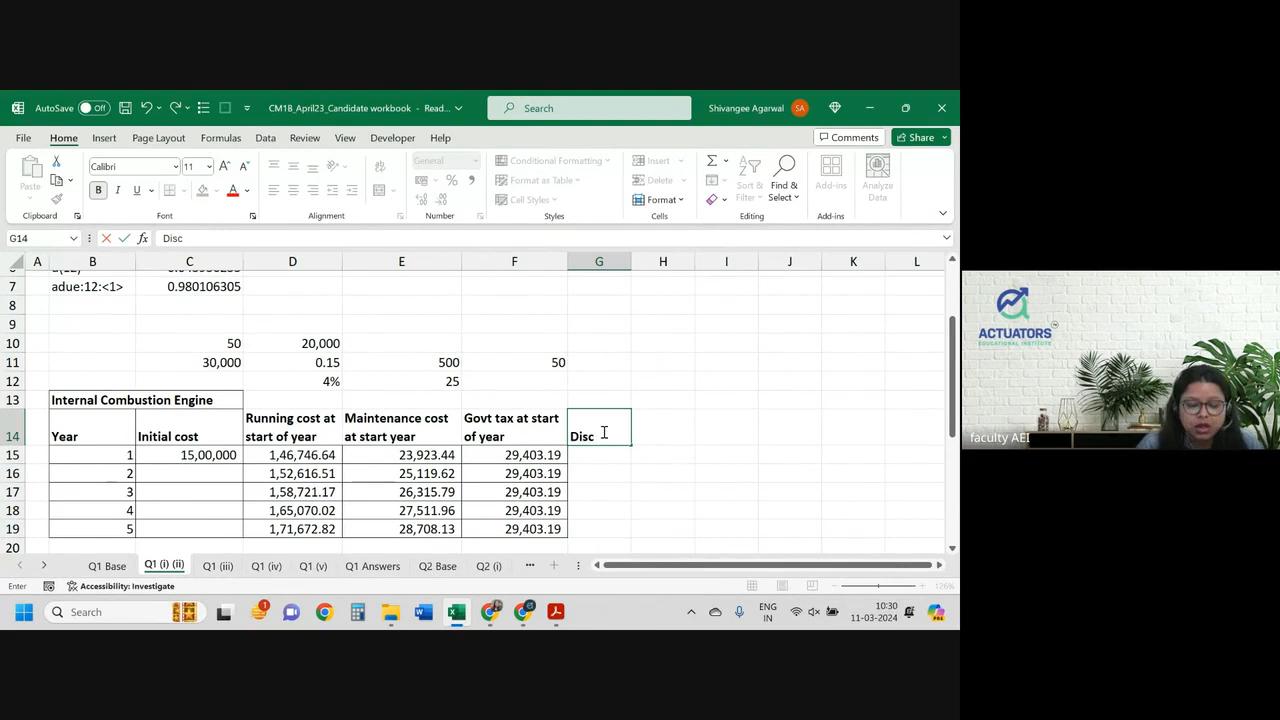 AutoSave Off CM1B_April23_Candidate workbook - Read... Search Shivangee Agarwal SA
File Home Insert Page Layout Formulas Data Review View Developer Help Comments Share
Calibri 11 General Conditional Formatting Insert
Paste Format as Table Delete Sort & Filter Find & Select Add-ins Analyze Data
B I U A Cell Styles Format
Clipboard Font Alignment Number Styles Cells Editing Add-ins
G14 fx Disc
A B C D E F G H I J K L
7 adue:12:<1> 0.980106305
8
9
10 50 20,000
11 30,000 0.15 500 50
12 4% 25
13 Internal Combustion Engine
14 Year Initial cost Running cost at start of year Maintenance cost at start year Govt tax at start of year Disc
15 1 15,00,000 1,46,746.64 23,923.44 29,403.19
16 2 1,52,616.51 25,119.62 29,403.19
17 3 1,58,721.17 26,315.79 29,403.19
18 4 1,65,070.02 27,511.96 29,403.19
19 5 1,71,672.82 28,708.13 29,403.19
20
Q1 Base Q1 (i) (ii) Q1 (iii) Q1 (iv) Q1 (v) Q1 Answers Q2 Base Q2 (i)
Enter Accessibility: Investigate 126%
Search ENG IN 10:30 11-03-2024
ACTUATORS
EDUCATIONAL INSTITUTE
faculty AEI